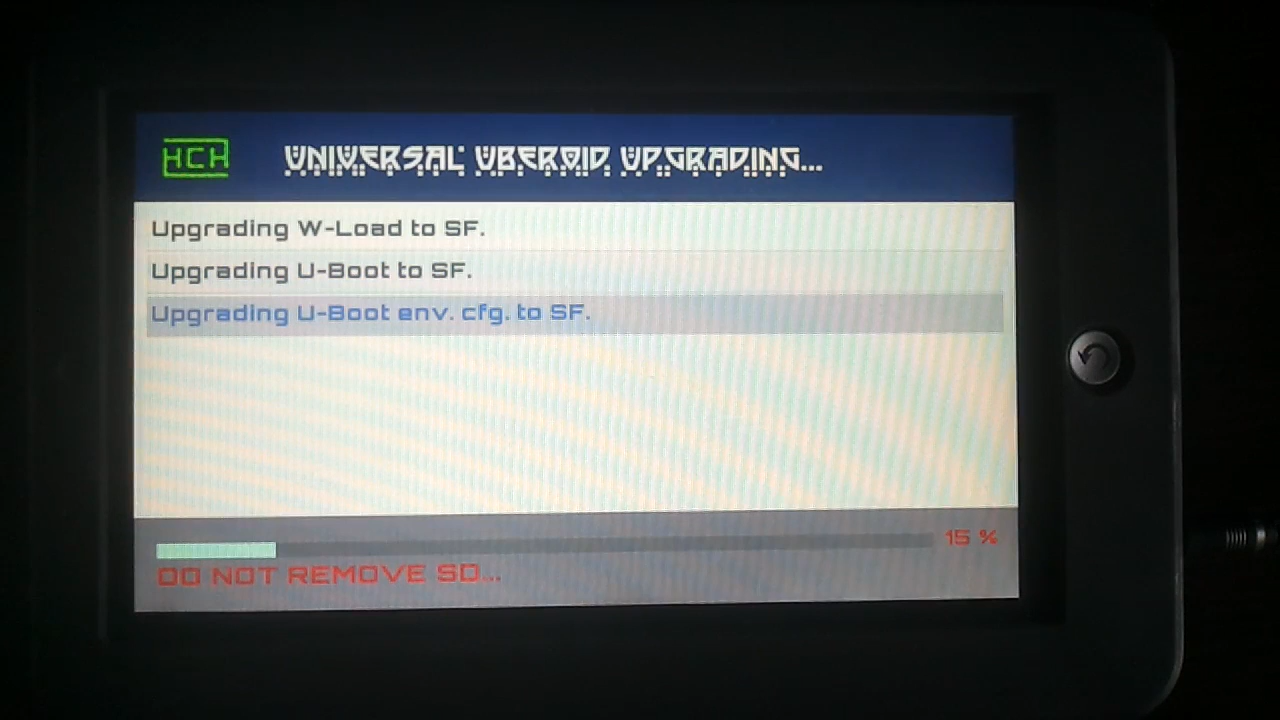 HCH
UNIVERSAL UBEROID UPGRADING...
Upgrading W-Load to SF.
Upgrading U-Boot to SF.
Upgrading U-Boot env. cfg. to SF.
15 %
DO NOT REMOVE SD...